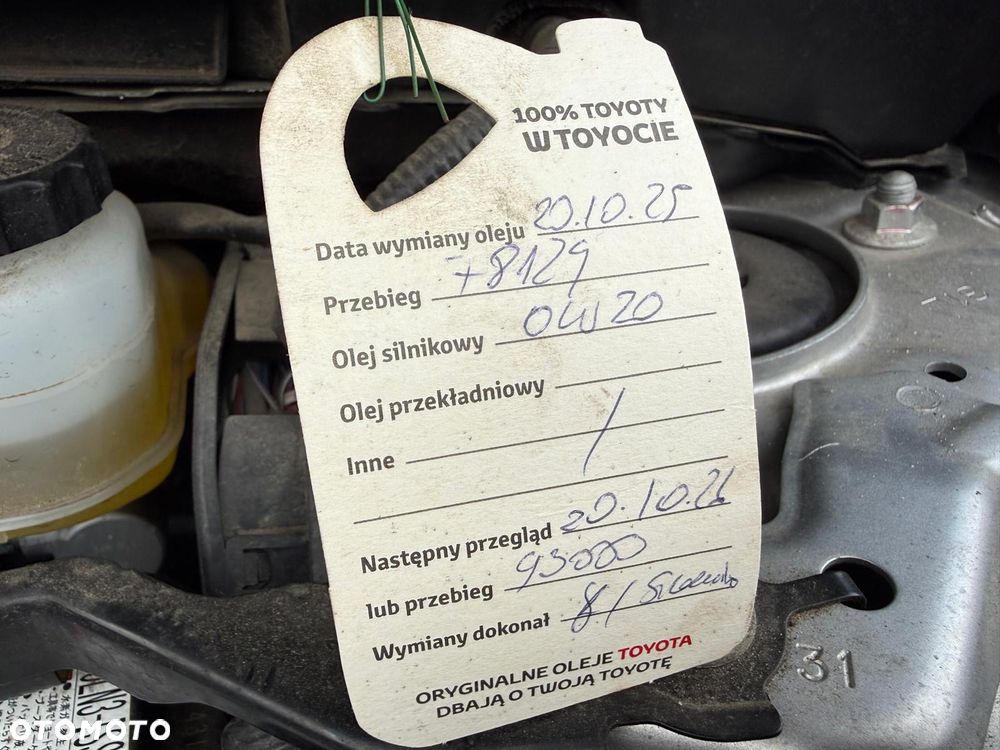 100% TOYOTY
W TOYOCIE
Data wymiany oleju 20.10.25
Przebieg 78129
Olej silnikowy 0W20
Olej przekładniowy
Inne /
Następny przegląd 20.10.26
lub przebieg 93000
Wymiany dokonał 8/
ORYGINALNE OLEJE TOYOTA
DBAJĄ O TWOJĄ TOYOTĘ
31
OTOMOTO